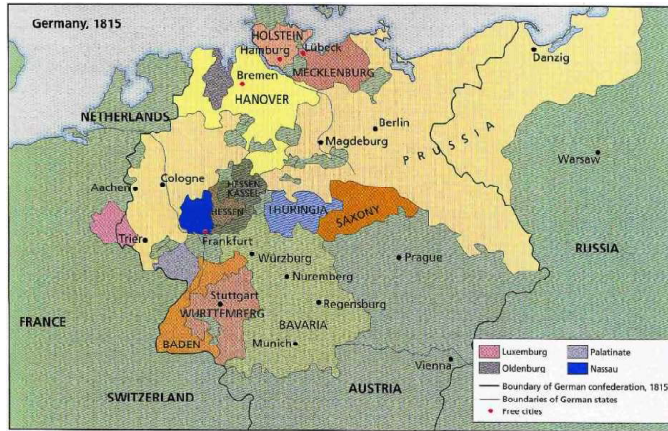 Germany, 1815
HOLSTEIN
Hamburg
Lübeck
MECKLENBURG
Danzig
Bremen
HANOVER
NETHERLANDS
Berlin
Magdeburg
PRUSSIA
Warsaw
Aachen
Cologne
HESSEN-
KASSEL
HESSEN
THURINGIA
SAXONY
RUSSIA
Trier
Frankfurt
Würzburg
Prague
Nuremberg
Stuttgart
WURTTEMBERG
Regensburg
FRANCE
BAVARIA
BADEN
Munich
Vienna
SWITZERLAND
AUSTRIA
Luxemburg
Palatinate
Oldenburg
Nassau
Boundary of German confederation, 1815
Boundaries of German states
Free cities